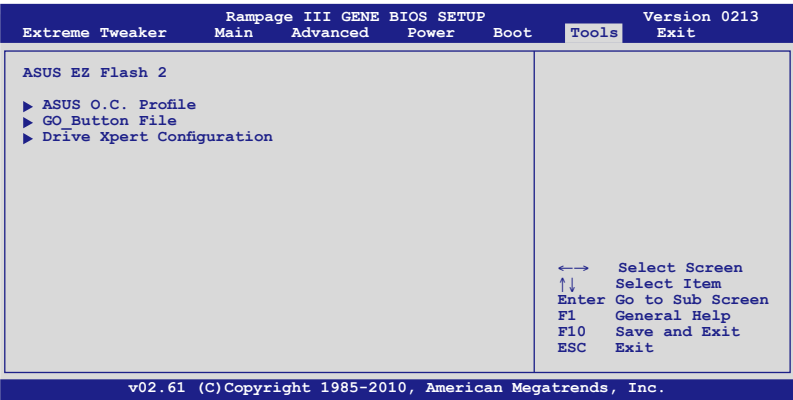 Rampage III GENE BIOS SETUP Version 0213
Extreme Tweaker Main Advanced Power Boot Tools Exit
ASUS EZ Flash 2
▶ ASUS O.C. Profile
▶ GO_Button File
▶ Drive Xpert Configuration
←→ Select Screen
↑↓ Select Item
Enter Go to Sub Screen
F1 General Help
F10 Save and Exit
ESC Exit
v02.61 (C)Copyright 1985-2010, American Megatrends, Inc.